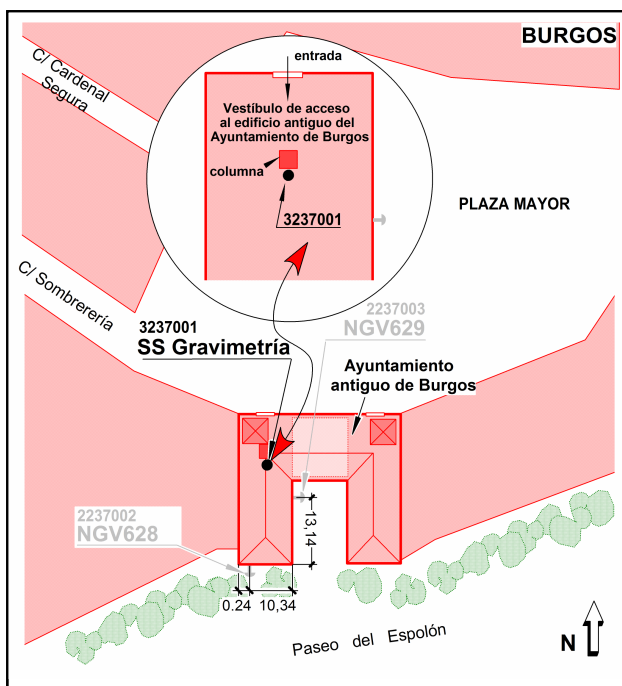 BURGOS
C/ Cardenal
Segura
entrada
Vestíbulo de acceso
al edificio antiguo del
Ayuntamiento de Burgos
columna
3237001
PLAZA MAYOR
C/ Sombrerería
3237001
SS Gravimetría
2237003
NGV629
Ayuntamiento
antiguo de Burgos
2237002
NGV628
13,14
0.24
10,34
Paseo del Espolón
N